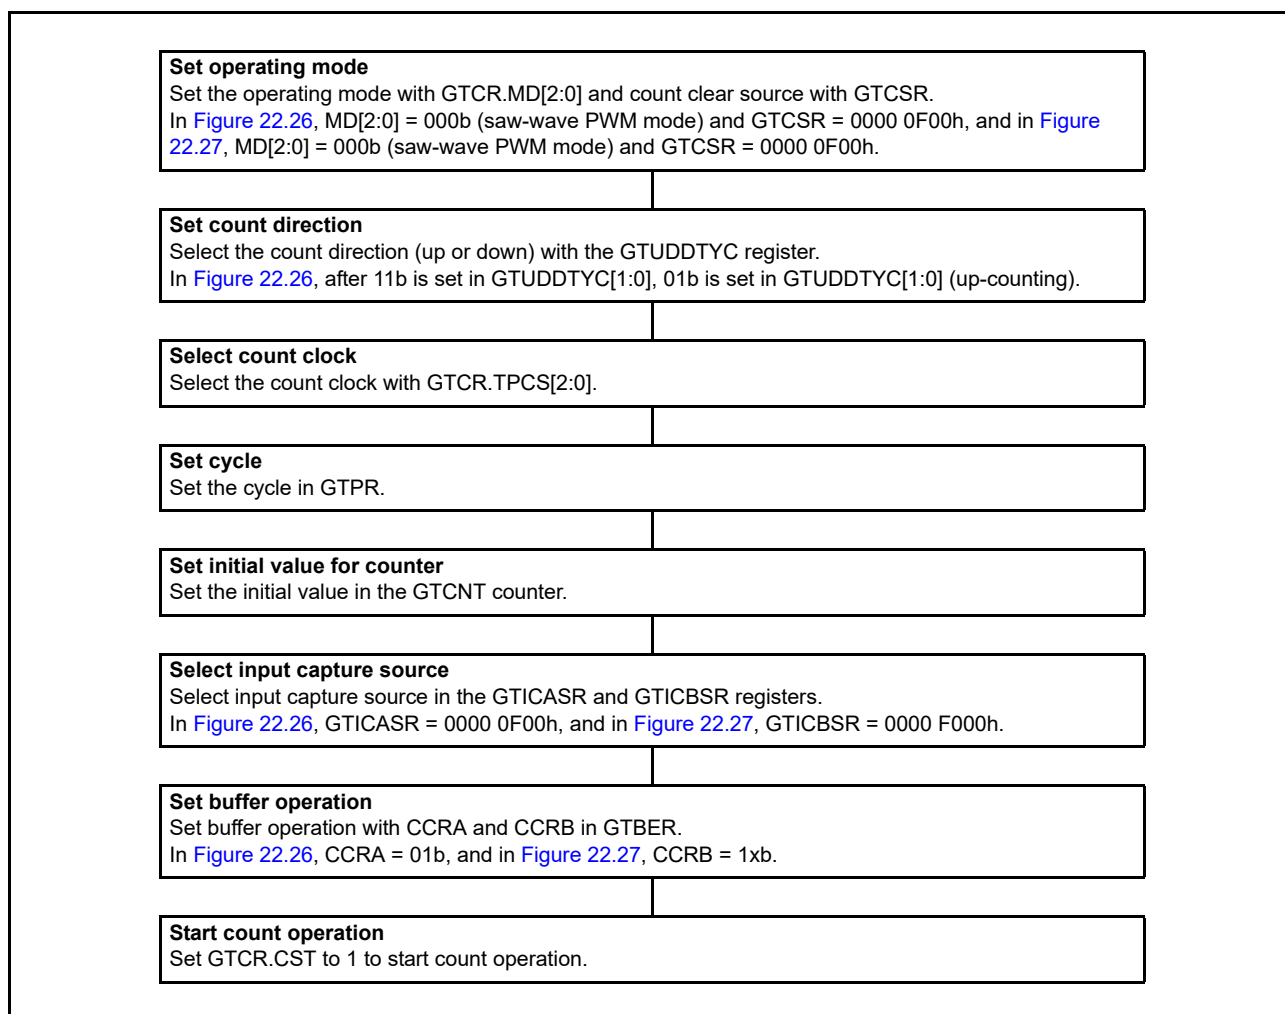 Set operating mode
Set the operating mode with GTCR.MD[2:0] and count clear source with GTCSR.
In Figure 22.26, MD[2:0] = 000b (saw-wave PWM mode) and GTCSR = 0000 0F00h, and in Figure
22.27, MD[2:0] = 000b (saw-wave PWM mode) and GTCSR = 0000 0F00h.
Set count direction
Select the count direction (up or down) with the GTUDDTYC register.
In Figure 22.26, after 11b is set in GTUDDTYC[1:0], 01b is set in GTUDDTYC[1:0] (up-counting).
Select count clock
Select the count clock with GTCR.TPCS[2:0].
Set cycle
Set the cycle in GTPR.
Set initial value for counter
Set the initial value in the GTCNT counter.
Select input capture source
Select input capture source in the GTICASR and GTICBSR registers.
In Figure 22.26, GTICASR = 0000 0F00h, and in Figure 22.27, GTICBSR = 0000 F000h.
Set buffer operation
Set buffer operation with CCRA and CCRB in GTBER.
In Figure 22.26, CCRA = 01b, and in Figure 22.27, CCRB = 1xb.
Start count operation
Set GTCR.CST to 1 to start count operation.